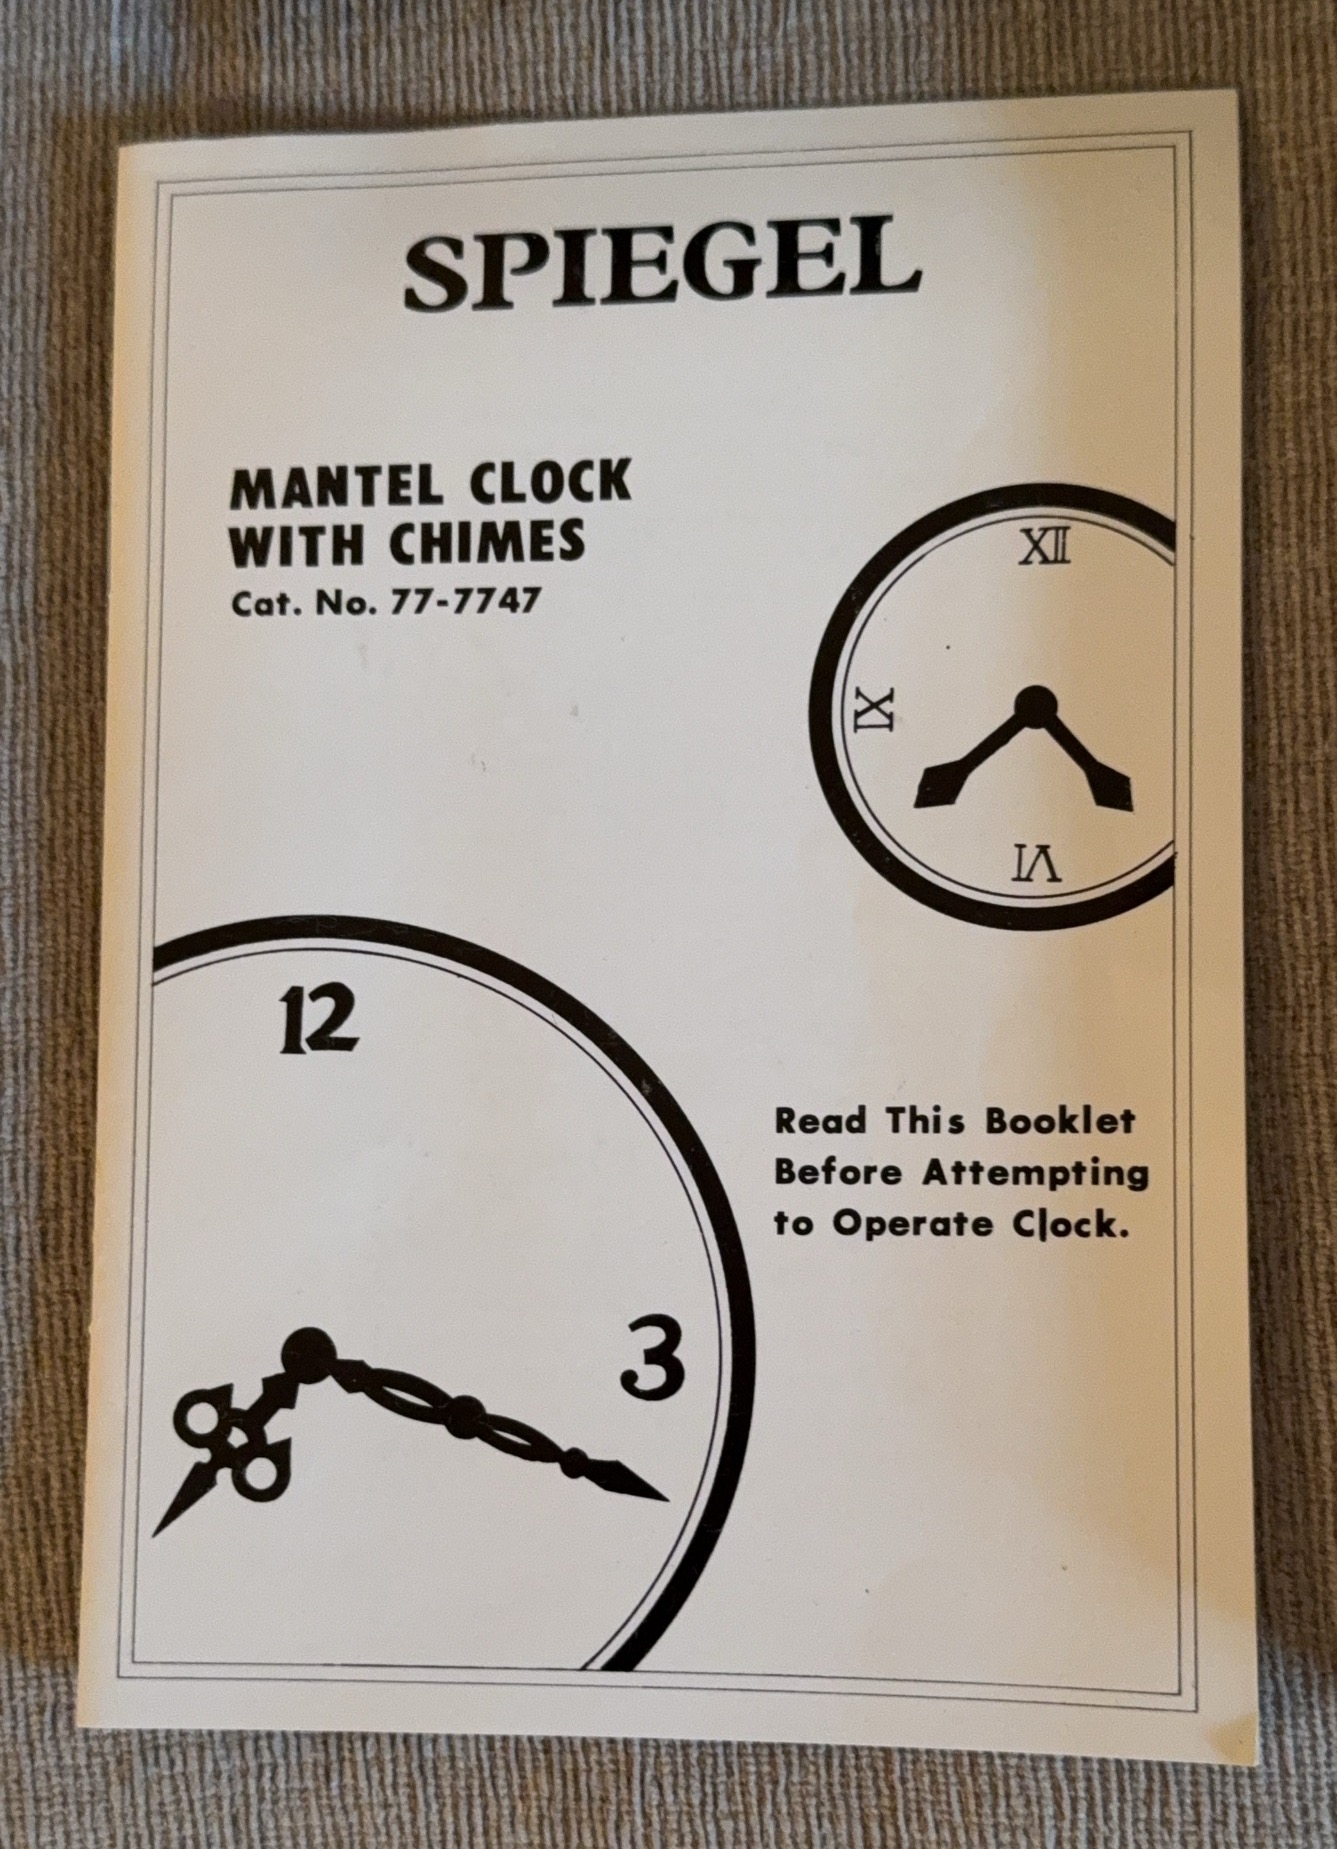 SPIEGEL
MANTEL CLOCK
WITH CHIMES
Cat. No. 77-7747
XII
IX
VI
12
3
Read This Booklet
Before Attempting
to Operate Clock.